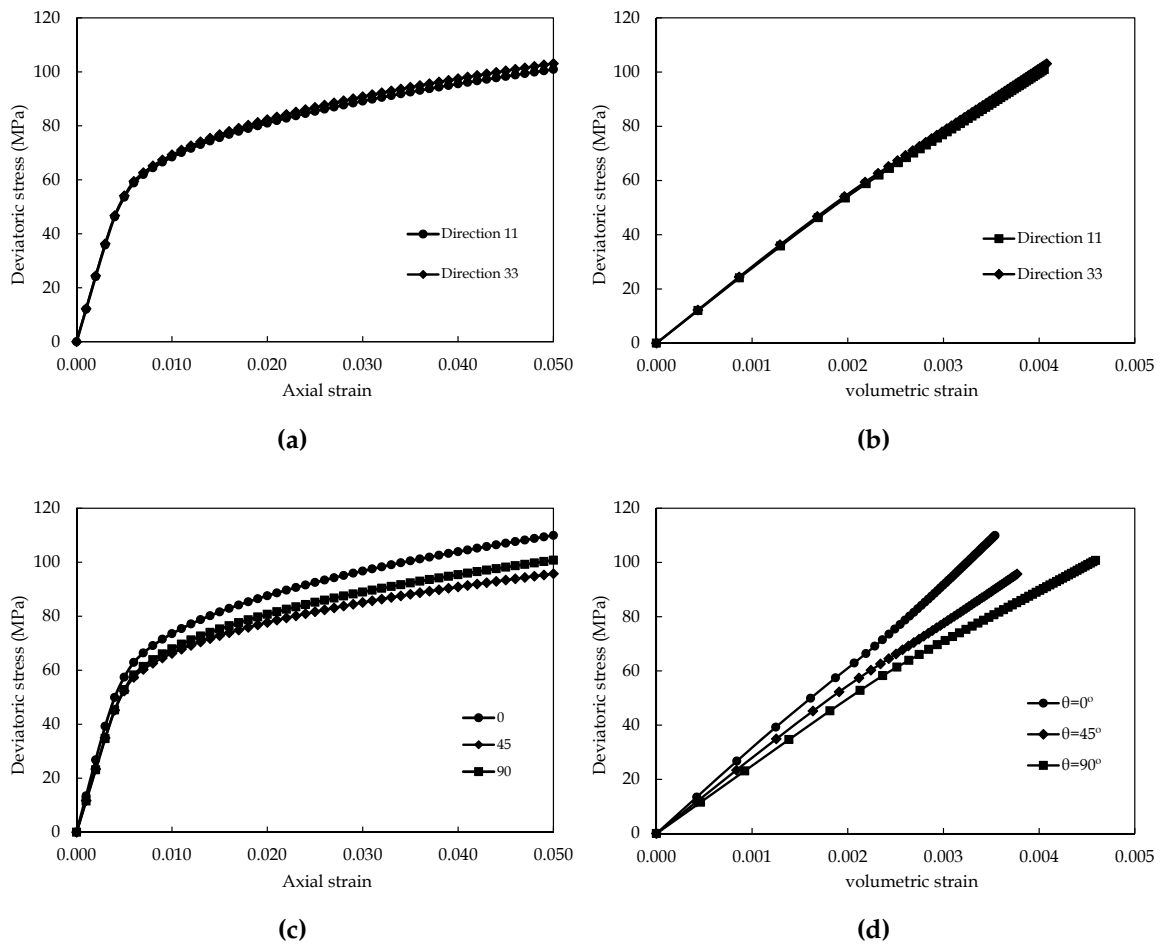 120
100
80
60
40
20
0
Deviatoric stress (MPa)
Direction 11
Direction 33
0.000 0.010 0.020 0.030 0.040 0.050
Axial strain
(a)
120
100
80
60
40
20
0
Deviatoric stress (MPa)
Direction 11
Direction 33
0.000 0.001 0.002 0.003 0.004 0.005
volumetric strain
(b)
120
100
80
60
40
20
0
Deviatoric stress (MPa)
0
45
90
0.000 0.010 0.020 0.030 0.040 0.050
Axial strain
(c)
120
100
80
60
40
20
0
Deviatoric stress (MPa)
θ=0º
θ=45º
θ=90º
0.000 0.001 0.002 0.003 0.004 0.005
volumetric strain
(d)